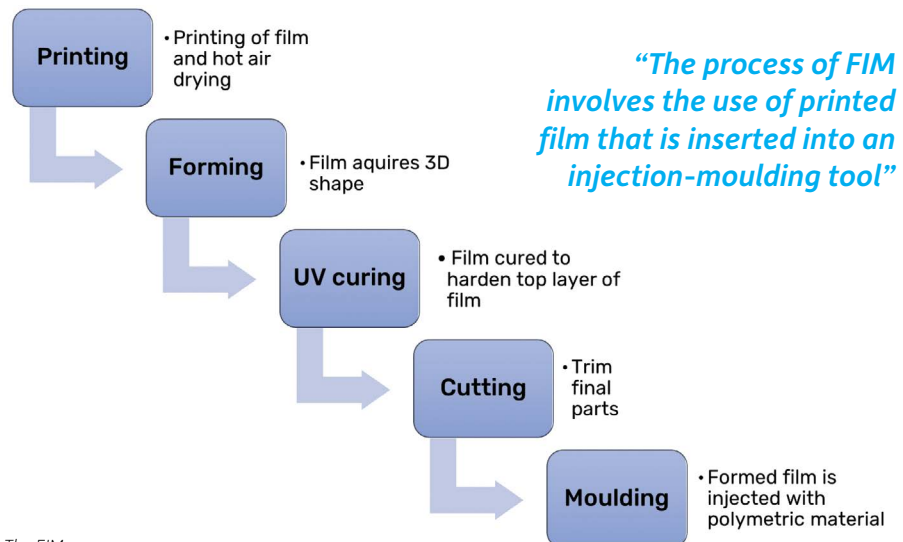 Printing
• Printing of film
and hot air
drying
“The process of FIM
involves the use of printed
film that is inserted into an
injection-moulding tool”
Forming
• Film aquires 3D
shape
UV curing
• Film cured to
harden top layer of
film
Cutting
• Trim
final
parts
Moulding
• Formed film is
injected with
polymetric material
The FIM